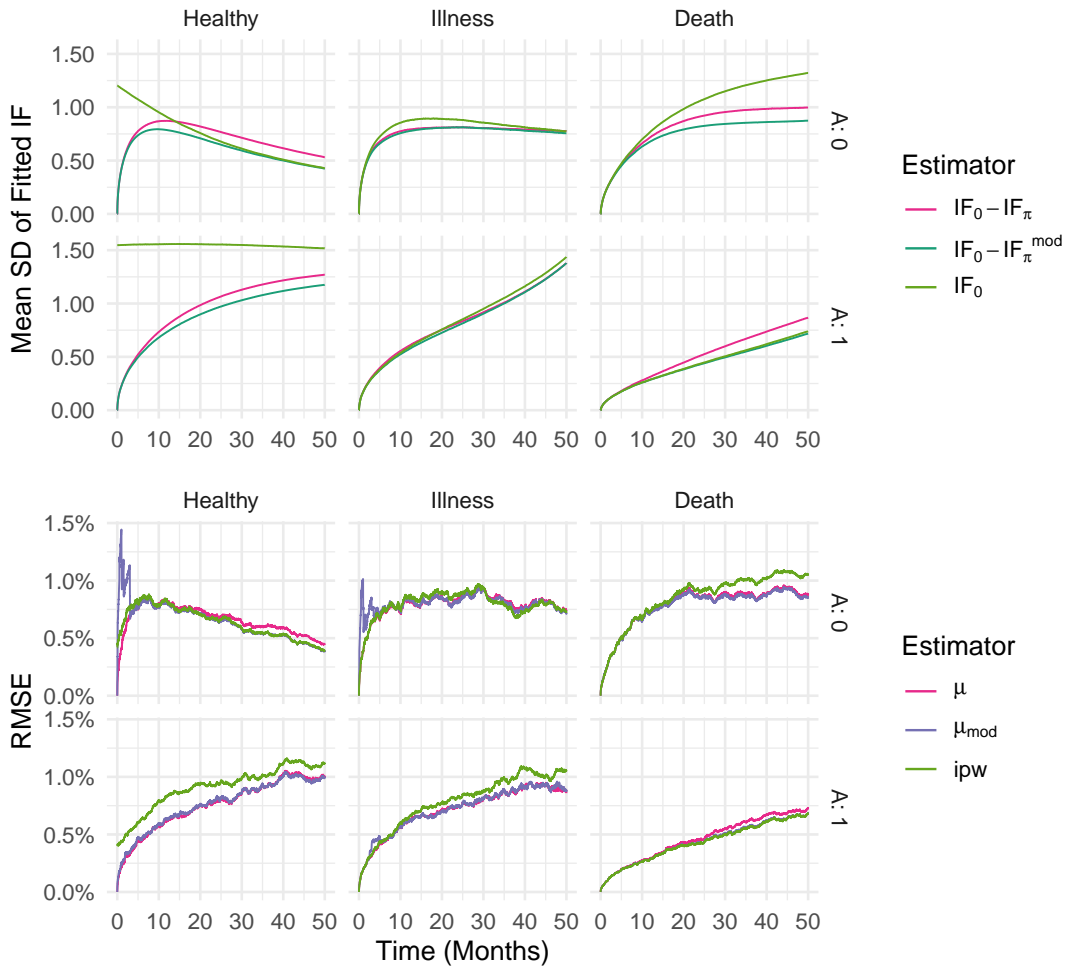 Healthy Illness Death
1.50
1.00
0.50
0.00
A: 0
1.50
1.00
0.50
0.00
A: 1
Mean SD of Fitted IF
0 10 20 30 40 50 0 10 20 30 40 50 0 10 20 30 40 50
Estimator
IF₀ − IF_π
IF₀ − IF_π^mod
IF₀
Healthy Illness Death
1.5%
1.0%
0.5%
0.0%
A: 0
1.5%
1.0%
0.5%
0.0%
A: 1
RMSE
0 10 20 30 40 50 0 10 20 30 40 50 0 10 20 30 40 50
Time (Months)
Estimator
μ
μ_mod
ipw